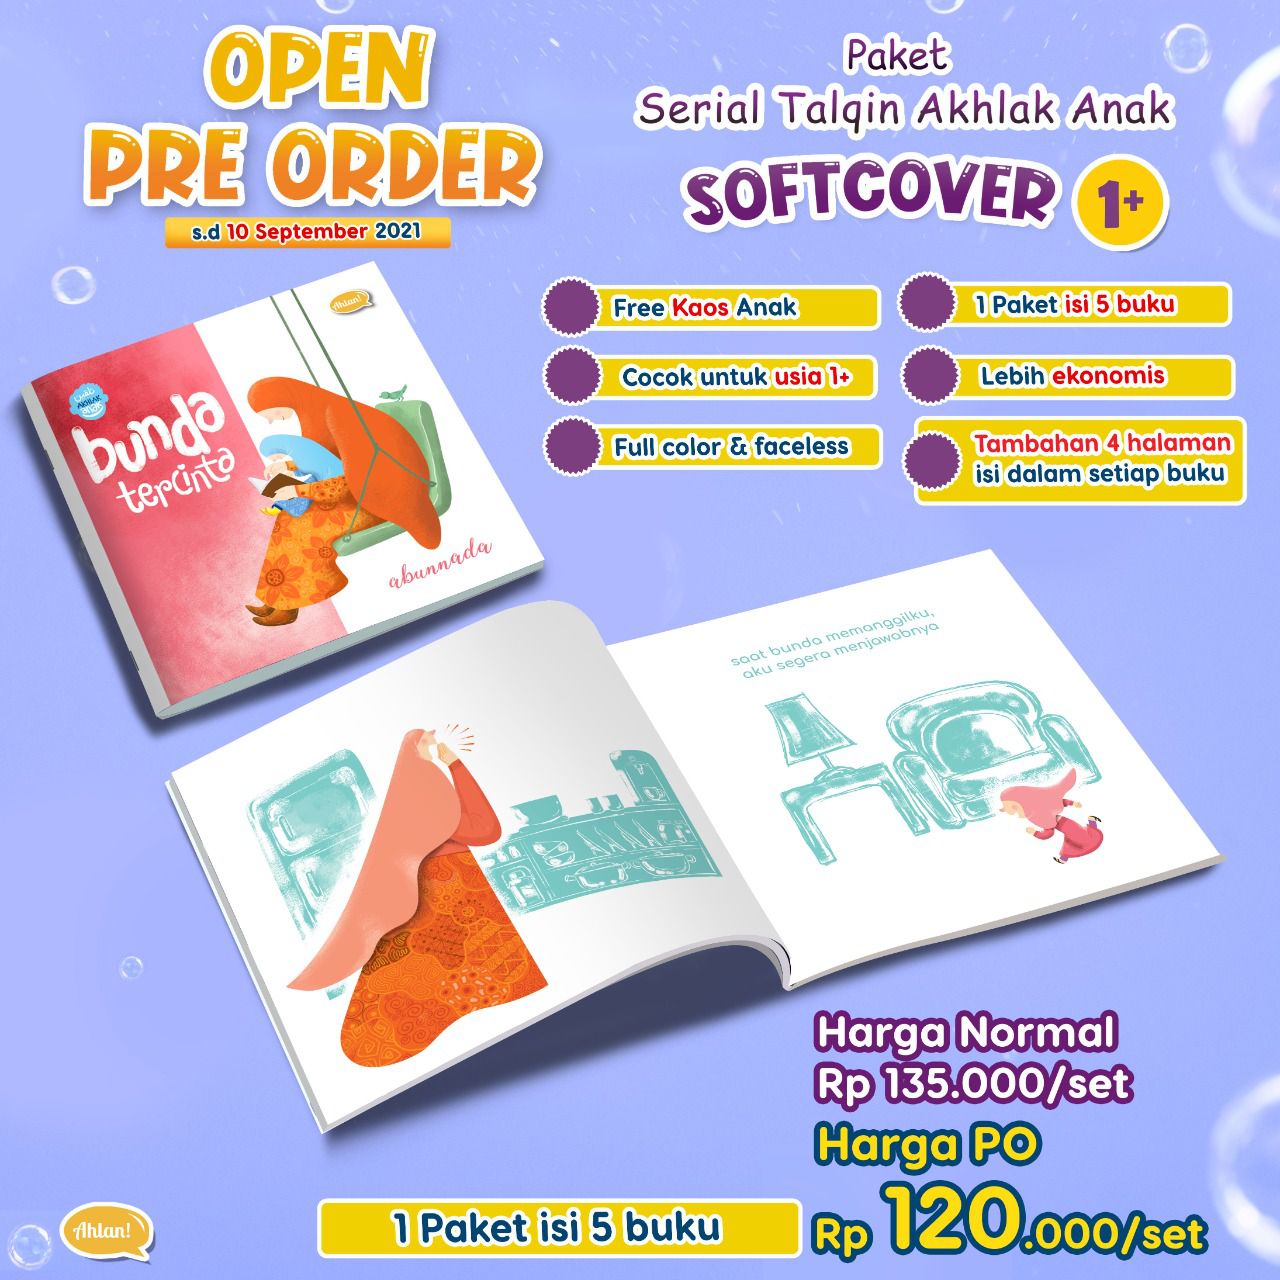 OPEN
PRE ORDER
s.d 10 September 2021
Paket
Serial Talqin Akhlak Anak
SOFTCOVER 1+
Free Kaos Anak
1 Paket isi 5 buku
Cocok untuk usia 1+
Lebih ekonomis
Full color & faceless
Tambahan 4 halaman
isi dalam setiap buku
Ahlan!
AKHLAK
bunda
tercinta
abunnada
saat bunda memanggilku,
aku segera menjawabnya
Harga Normal
Rp 135.000/set
Harga PO
Rp 120.000/set
1 Paket isi 5 buku
Ahlan!